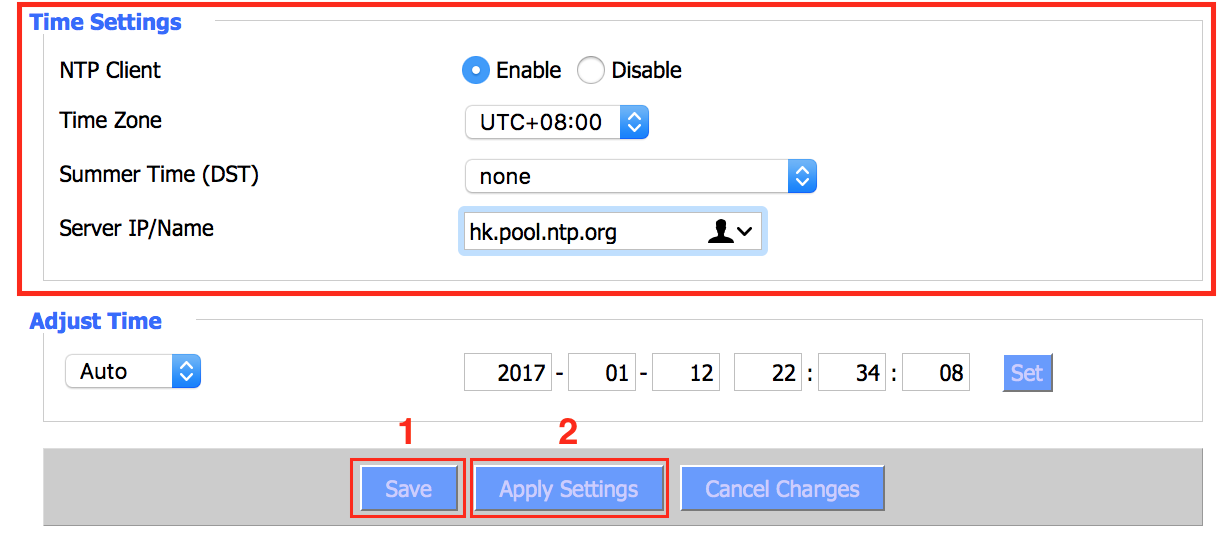 Time Settings
NTP Client Enable Disable
Time Zone UTC+08:00
Summer Time (DST) none
Server IP/Name hk.pool.ntp.org
Adjust Time
Auto 2017 - 01 - 12 22 : 34 : 08 Set
1 2
Save Apply Settings Cancel Changes